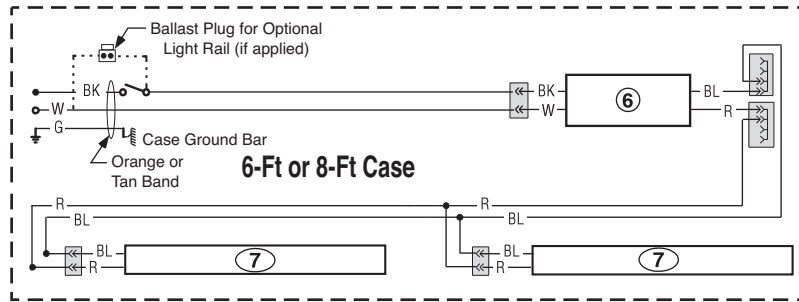 Ballast Plug for Optional
Light Rail (if applied)
BK
BK
BL
6
W
W
R
G
Case Ground Bar
Orange or
Tan Band
6-Ft or 8-Ft Case
R
R
BL
BL
BL
7
R
BL
7
R